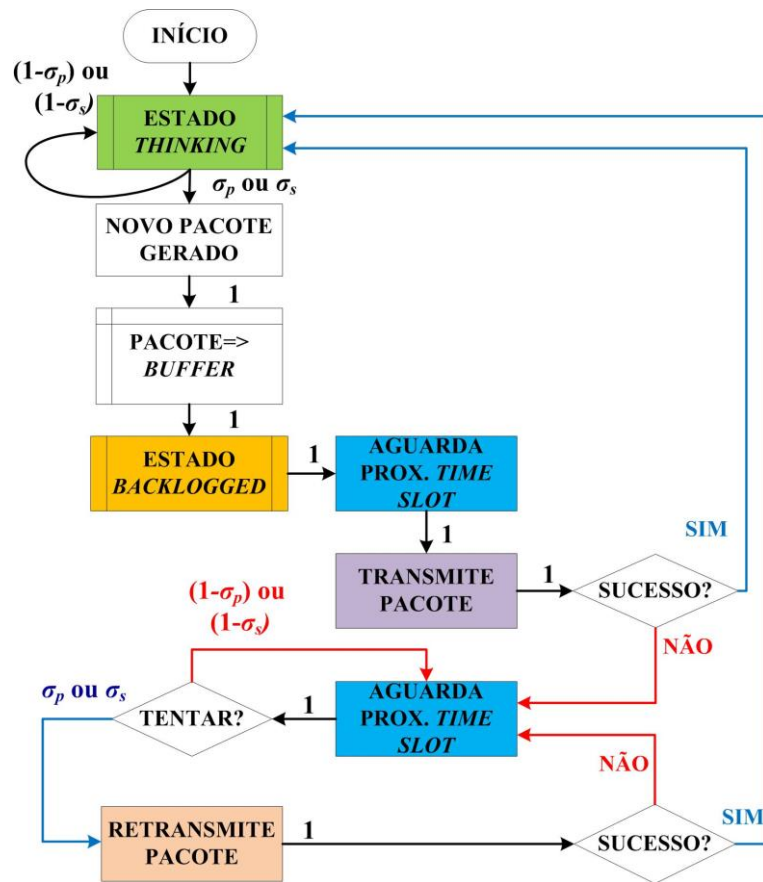 INÍCIO
(1-σp) ou
(1-σs)
ESTADO
THINKING
σp ou σs
NOVO PACOTE
GERADO
1
PACOTE=>
BUFFER
1
ESTADO
BACKLOGGED
1
AGUARDA
PROX. TIME
SLOT
1
TRANSMITE
PACOTE
1
SUCESSO?
SIM
NÃO
(1-σp) ou
(1-σs)
AGUARDA
PROX. TIME
SLOT
1
TENTAR?
σp ou σs
RETRANSMITE
PACOTE
1
SUCESSO?
NÃO
SIM